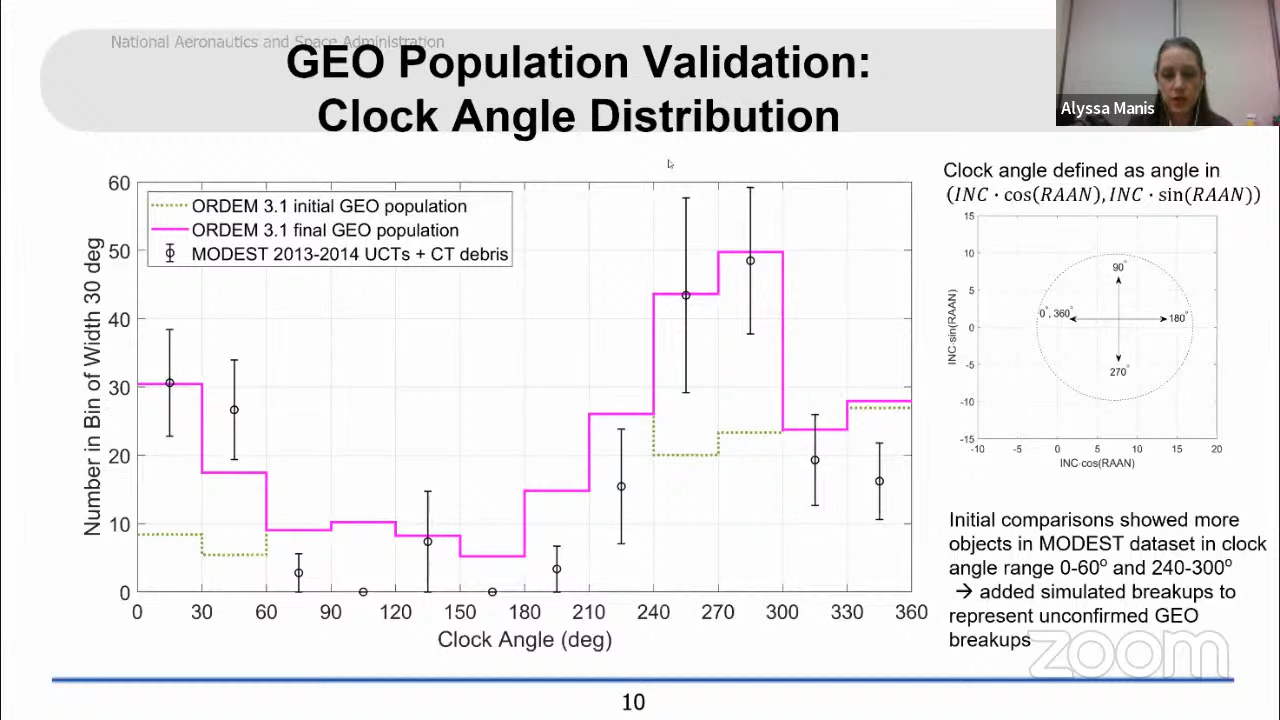 National Aeronautics and Space Administration
GEO Population Validation:
Clock Angle Distribution
Alyssa Manis
60
50
40
30
20
10
0
Number in Bin of Width 30 deg
ORDEM 3.1 initial GEO population
ORDEM 3.1 final GEO population
MODEST 2013-2014 UCTs + CT debris
0 30 60 90 120 150 180 210 240 270 300 330 360
Clock Angle (deg)
Clock angle defined as angle in
(INC · cos(RAAN), INC · sin(RAAN))
15
10
5
0
-5
-10
-15
INC·sin(RAAN)
90°
0°, 360°
180°
270°
-10 -5 0 5 10 15 20
INC·cos(RAAN)
Initial comparisons showed more
objects in MODEST dataset in clock
angle range 0-60º and 240-300º
→ added simulated breakups to
represent unconfirmed GEO
breakups
zoom
10